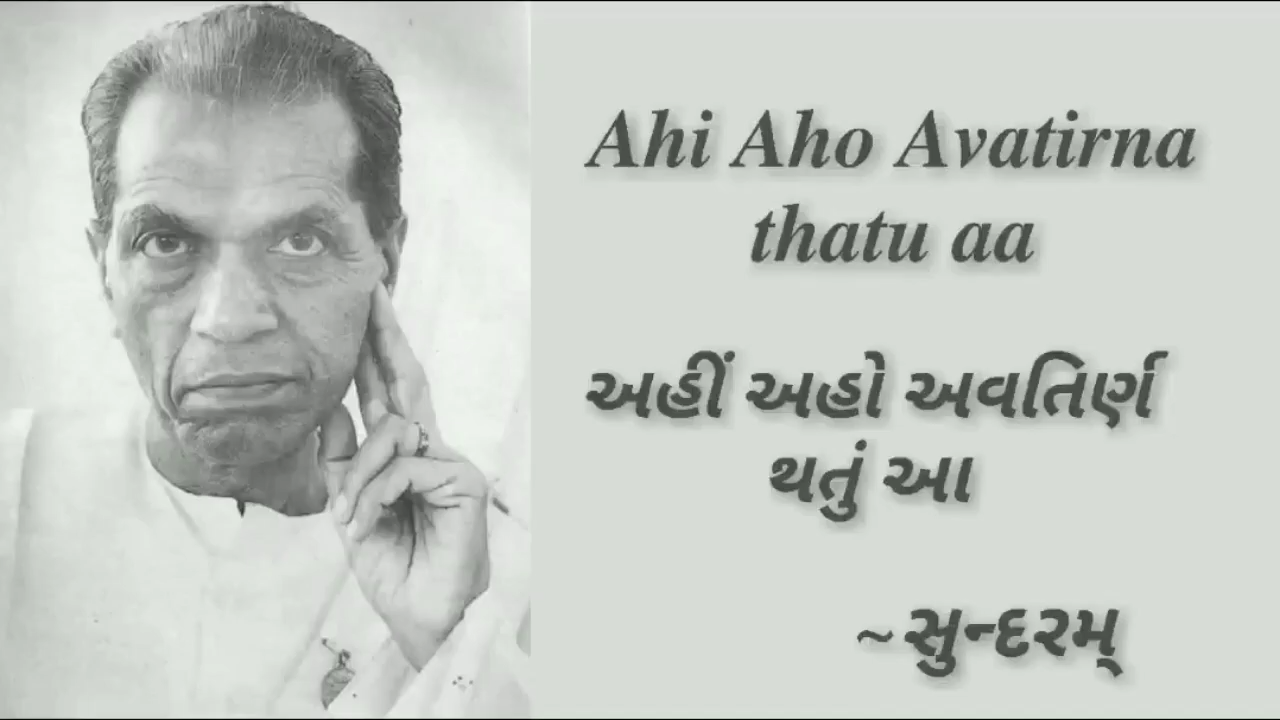 Ahi Aho Avatirna
thatu aa
અહીં અહો અવતિર્ણ
થતું આ
~સુન્દરમ્